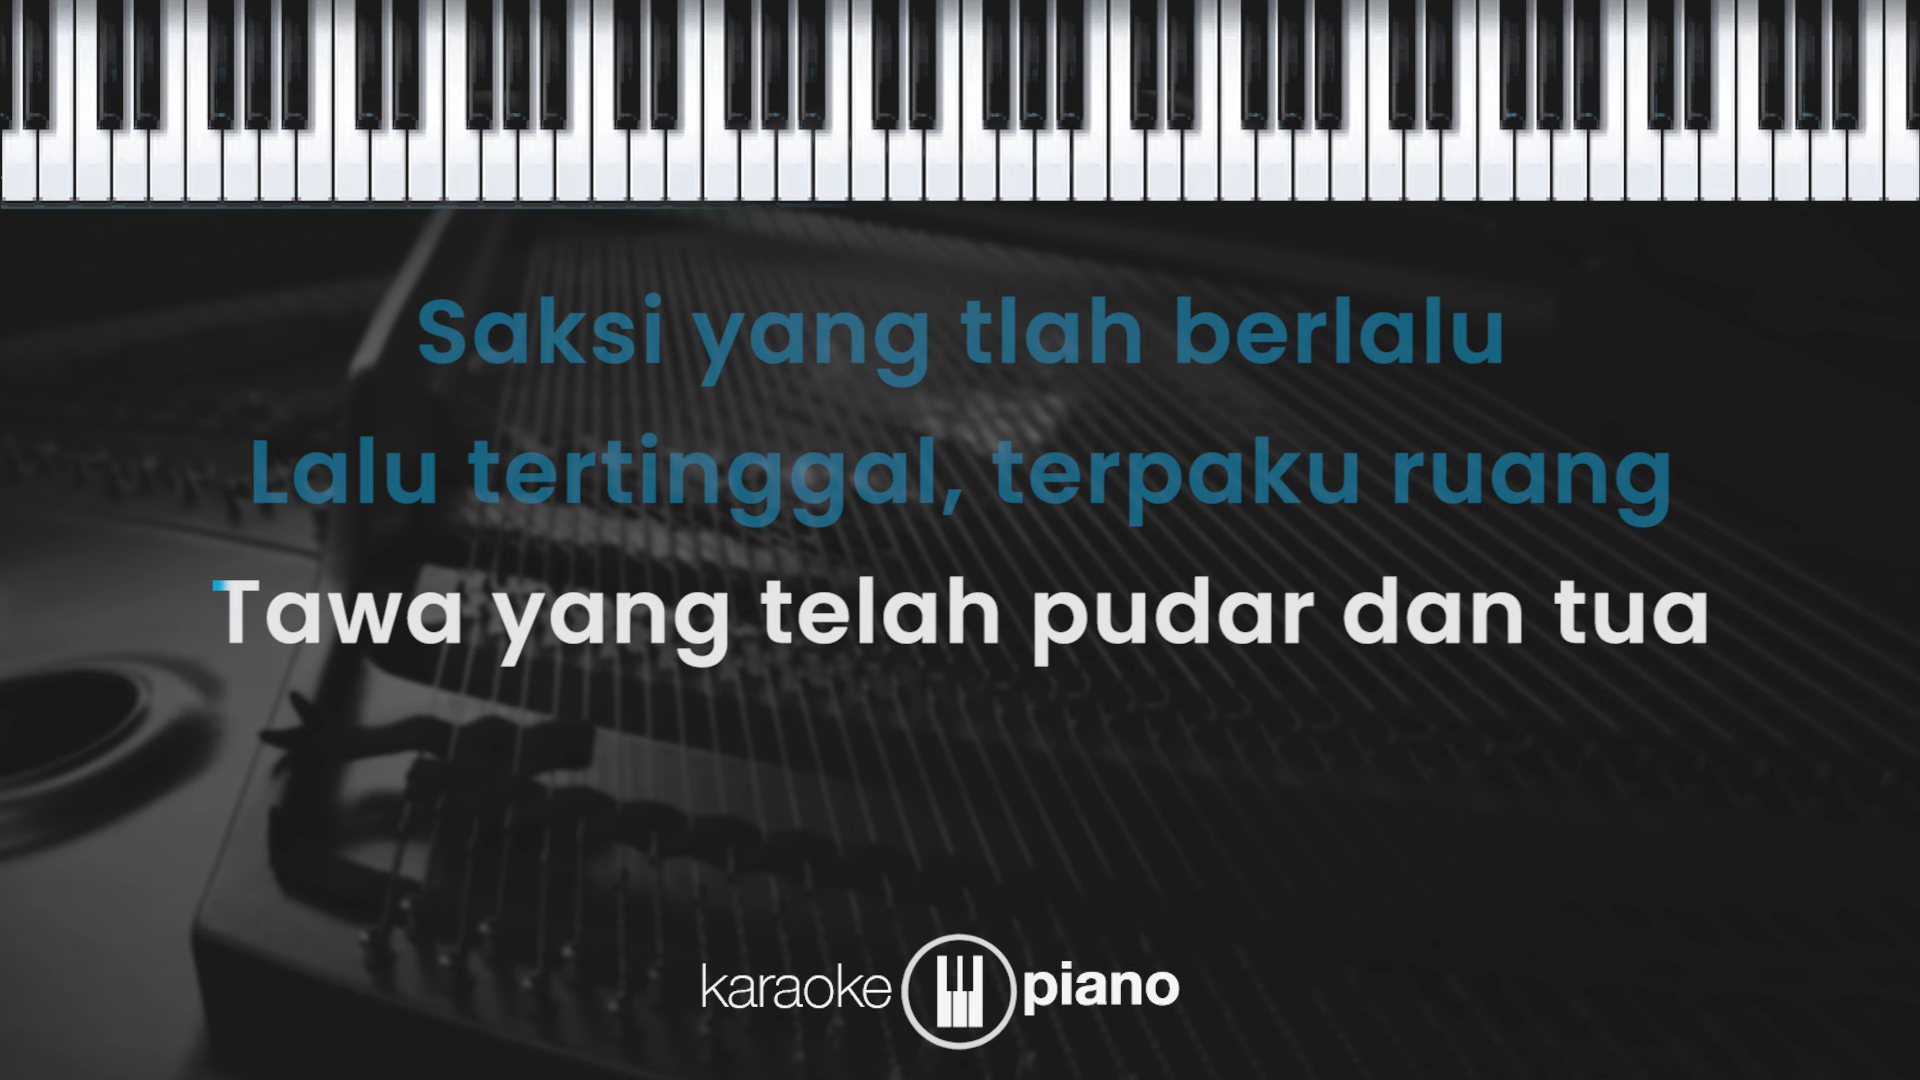 Saksi yang tlah berlalu
Lalu tertinggal, terpaku ruang
Tawa yang telah pudar dan tua
karaoke piano